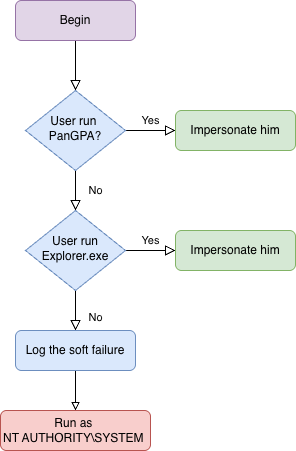 Begin
User run
PanGPA?
Yes
Impersonate him
No
User run
Explorer.exe
Yes
Impersonate him
No
Log the soft failure
Run as
NT AUTHORITY\SYSTEM